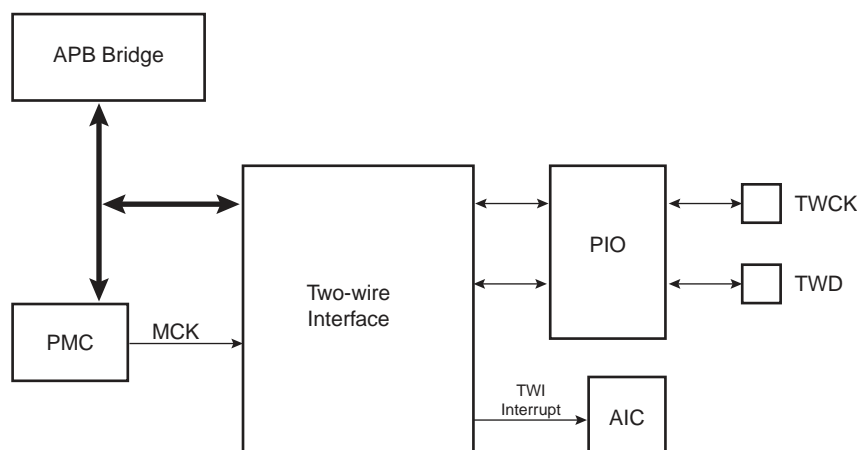 APB Bridge
TWCK
PIO
TWD
Two-wire
Interface
PMC
MCK
TWI
Interrupt
AIC